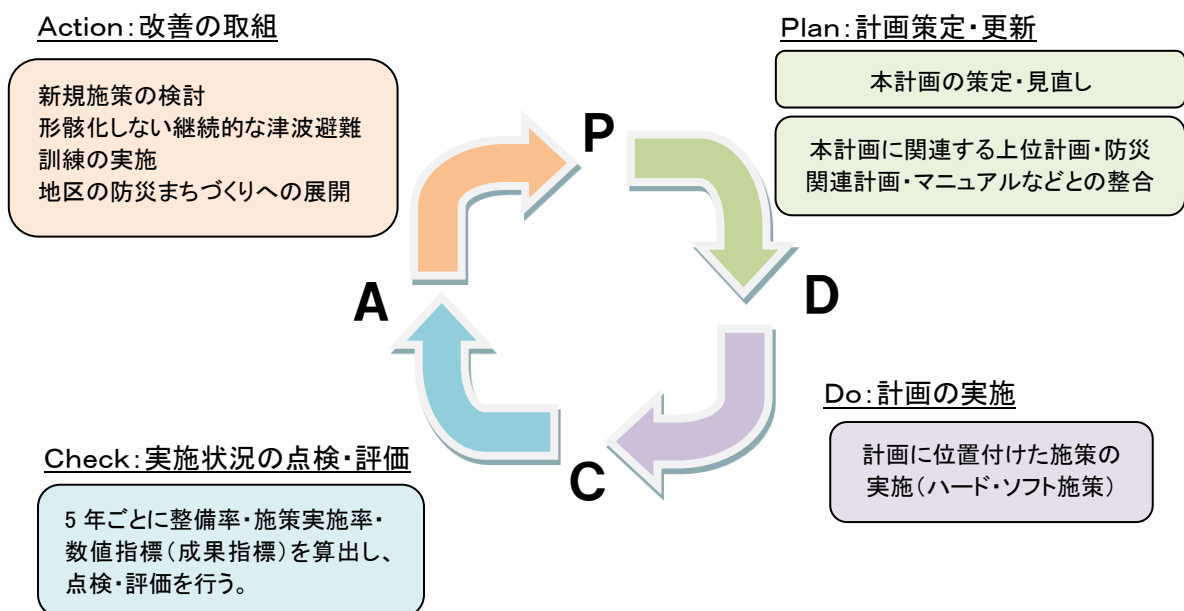 Action：改善の取組
新規施策の検討
形骸化しない継続的な津波避難
訓練の実施
地区の防災まちづくりへの展開
Plan：計画策定・更新
本計画の策定・見直し
本計画に関連する上位計画・防災
関連計画・マニュアルなどとの整合
P
D
A
C
Do：計画の実施
計画に位置付けた施策の
実施（ハード・ソフト施策）
Check：実施状況の点検・評価
5 年ごとに整備率・施策実施率・
数値指標（成果指標）を算出し、
点検・評価を行う。